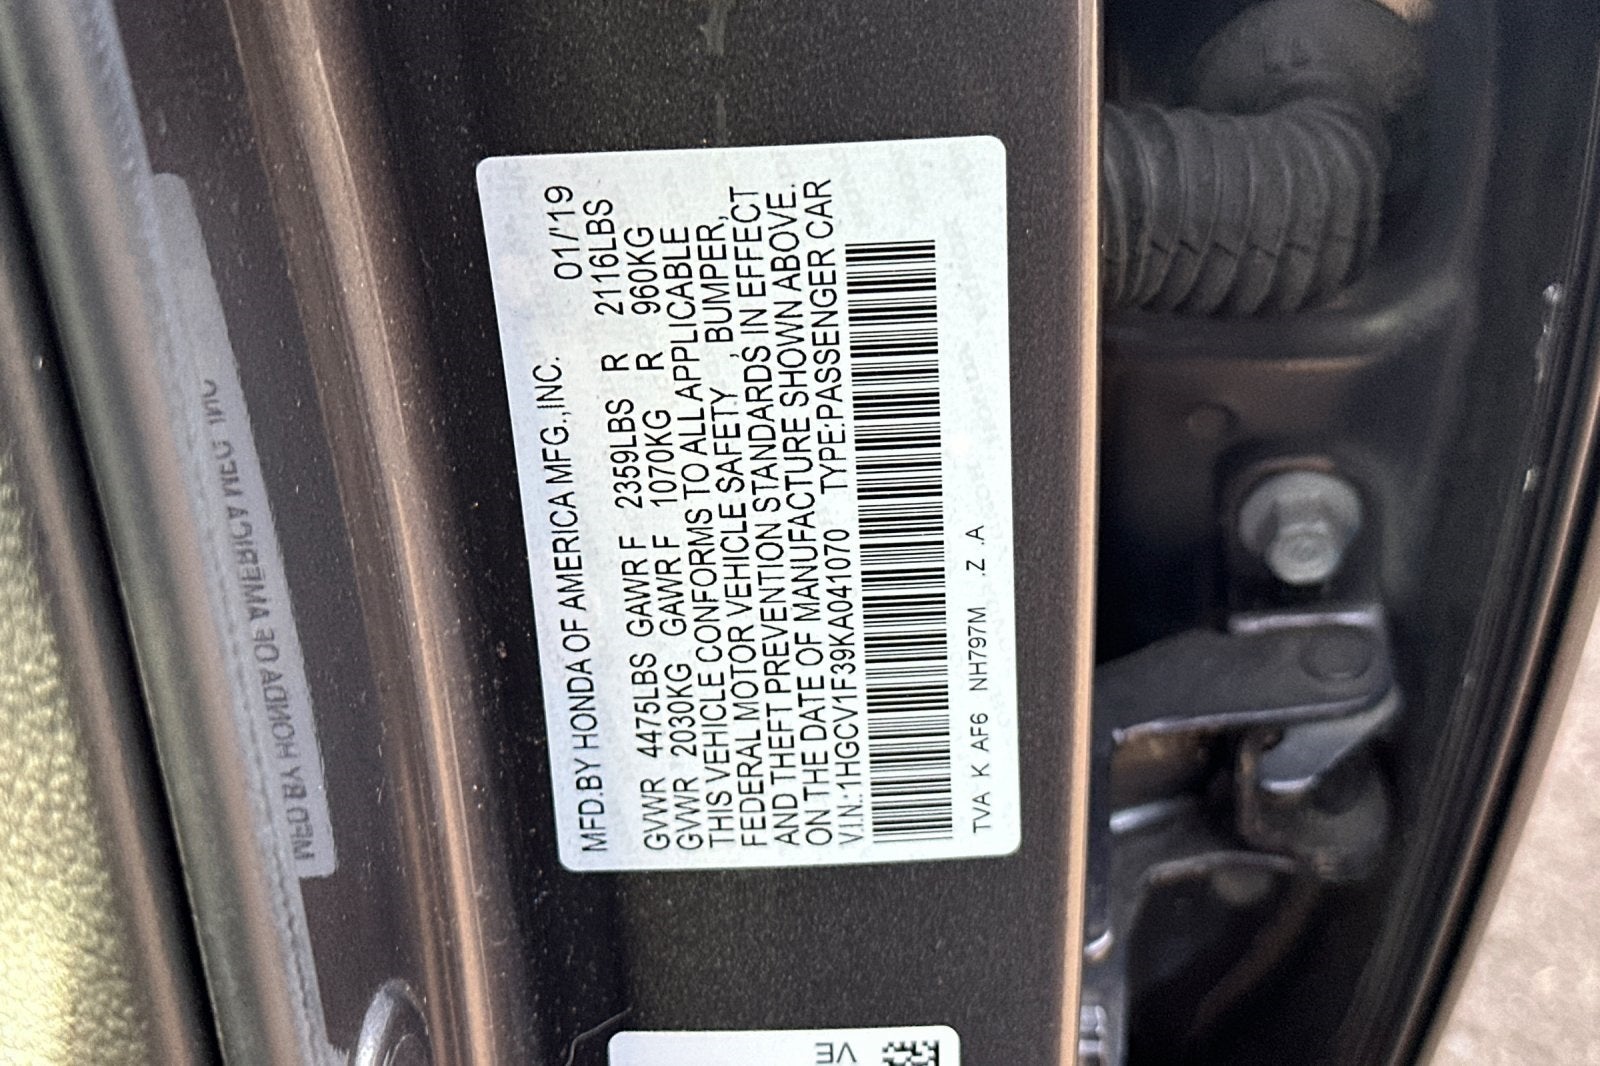 MFD.BY HONDA OF AMERICA MFG.,INC. 01/'19
GVWR 4475LBS GAWR F 2359LBS R 2116LBS
GVWR 2030KG GAWR F 1070KG R 960KG
THIS VEHICLE CONFORMS TO ALL APPLICABLE
FEDERAL MOTOR VEHICLE SAFETY , BUMPER,
AND THEFT PREVENTION STANDARDS IN EFFECT
ON THE DATE OF MANUFACTURE SHOWN ABOVE.
V.I.N.:1HGCV1F39KA041070 TYPE:PASSENGER CAR
TVA K AF6 NH797M .Z .A
MFD BY HONDA OF AMERICA MFG INC
VE